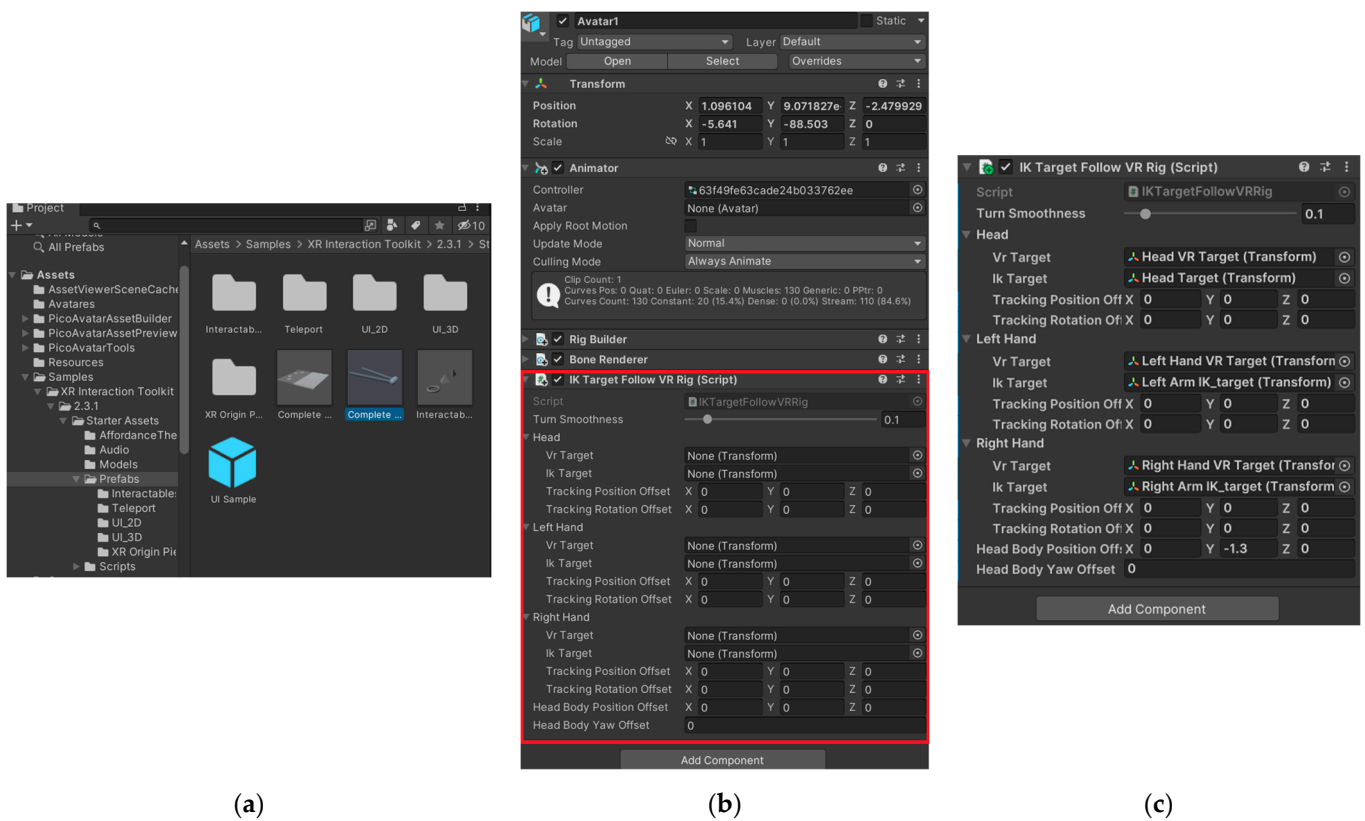 Project
10
All Models
All Prefabs
Assets > Samples > XR Interaction Toolkit > 2.3.1 > St
Assets
AssetViewerSceneCache
Avatares
PicoAvatarAssetBuilder
PicoAvatarAssetPreview
PicoAvatarTools
Resources
Samples
XR Interaction Toolkit
2.3.1
Starter Assets
AffordanceThe
Audio
Models
Prefabs
Interactables
Teleport
UI_2D
UI_3D
XR Origin Pie
Scripts
Interactab...
Teleport
UI_2D
UI_3D
XR Origin P...
Complete ...
Complete ...
Interactab...
UI Sample
(a)
Avatar1
Static
Tag Untagged Layer Default
Model Open Select Overrides
Transform
Position X 1.096104 Y 9.071827e- Z -2.479929
Rotation X -5.641 Y -88.503 Z 0
Scale X 1 Y 1 Z 1
Animator
Controller 63f49fe63cade24b033762ee
Avatar None (Avatar)
Apply Root Motion
Update Mode Normal
Culling Mode Always Animate
Clip Count: 1
Curves Pos: 0 Quat: 0 Euler: 0 Scale: 0 Muscles: 130 Generic: 0 PPtr: 0
Curves Count: 130 Constant: 20 (15.4%) Dense: 0 (0.0%) Stream: 110 (84.6%)
Rig Builder
Bone Renderer
IK Target Follow VR Rig (Script)
Script IKTargetFollowVRRig
Turn Smoothness 0.1
Head
Vr Target None (Transform)
Ik Target None (Transform)
Tracking Position Offset X 0 Y 0 Z 0
Tracking Rotation Offset X 0 Y 0 Z 0
Left Hand
Vr Target None (Transform)
Ik Target None (Transform)
Tracking Position Offset X 0 Y 0 Z 0
Tracking Rotation Offset X 0 Y 0 Z 0
Right Hand
Vr Target None (Transform)
Ik Target None (Transform)
Tracking Position Offset X 0 Y 0 Z 0
Tracking Rotation Offset X 0 Y 0 Z 0
Head Body Position Offset X 0 Y 0 Z 0
Head Body Yaw Offset 0
Add Component
(b)
IK Target Follow VR Rig (Script)
Script IKTargetFollowVRRig
Turn Smoothness 0.1
Head
Vr Target Head VR Target (Transform)
Ik Target Head Target (Transform)
Tracking Position Off X 0 Y 0 Z 0
Tracking Rotation Off X 0 Y 0 Z 0
Left Hand
Vr Target Left Hand VR Target (Transforn
Ik Target Left Arm IK_target (Transform)
Tracking Position Off X 0 Y 0 Z 0
Tracking Rotation Off X 0 Y 0 Z 0
Right Hand
Vr Target Right Hand VR Target (Transfor
Ik Target Right Arm IK_target (Transform
Tracking Position Off X 0 Y 0 Z 0
Tracking Rotation Off X 0 Y 0 Z 0
Head Body Position Off X 0 Y -1.3 Z 0
Head Body Yaw Offset 0
Add Component
(c)